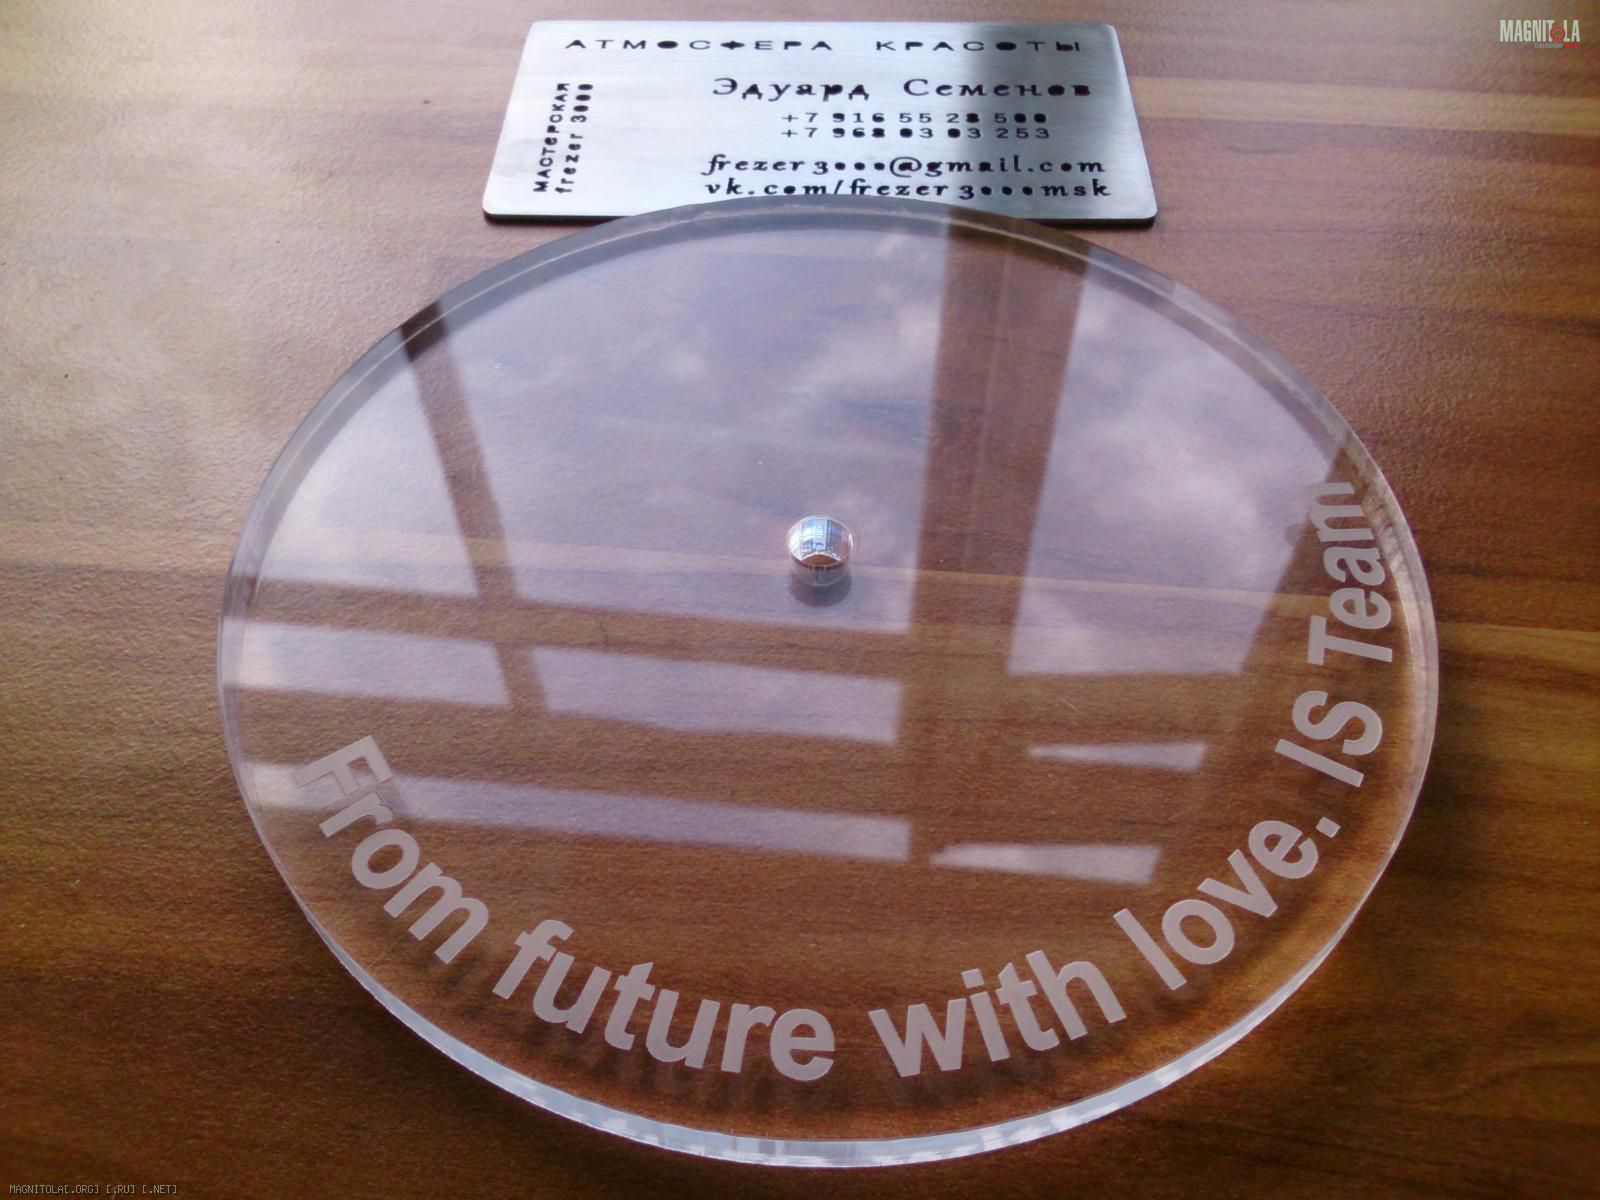 MAGNITOLA
АТМОСФЕРА КРАСОТЫ
Эдуард Семенов
+7 916 55 28 500
+7 968 03 03 253
frezer3000@gmail.com
vk.com/frezer3000msk
МАСТЕРСКАЯ
frezer 3000
From future with love. IS Team
MAGNITOLA[.ORG] [.RU] [.NET]